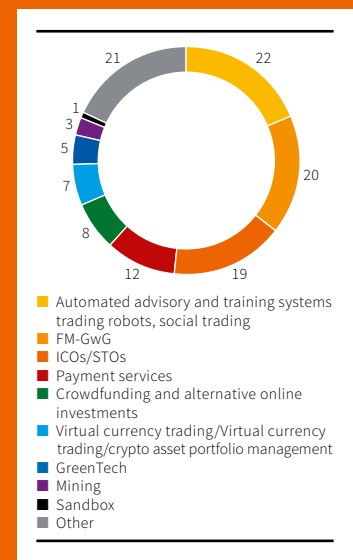 21
22
1
3
5
20
7
8
12
19
Automated advisory and training systems
trading robots, social trading
FM-GwG
ICOs/STOs
Payment services
Crowdfunding and alternative online
investments
Virtual currency trading/Virtual currency
trading/crypto asset portfolio management
GreenTech
Mining
Sandbox
Other